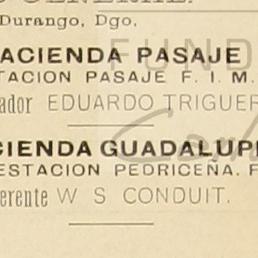 Durango, Dgo,
ACIENDA PASAJE
TACION PASAJE F. I. M.
ador EDUARDO TRIGUER
CIENDA GUADALUP
ESTACION PEDRICEÑA. F
erente W S CONDUIT.